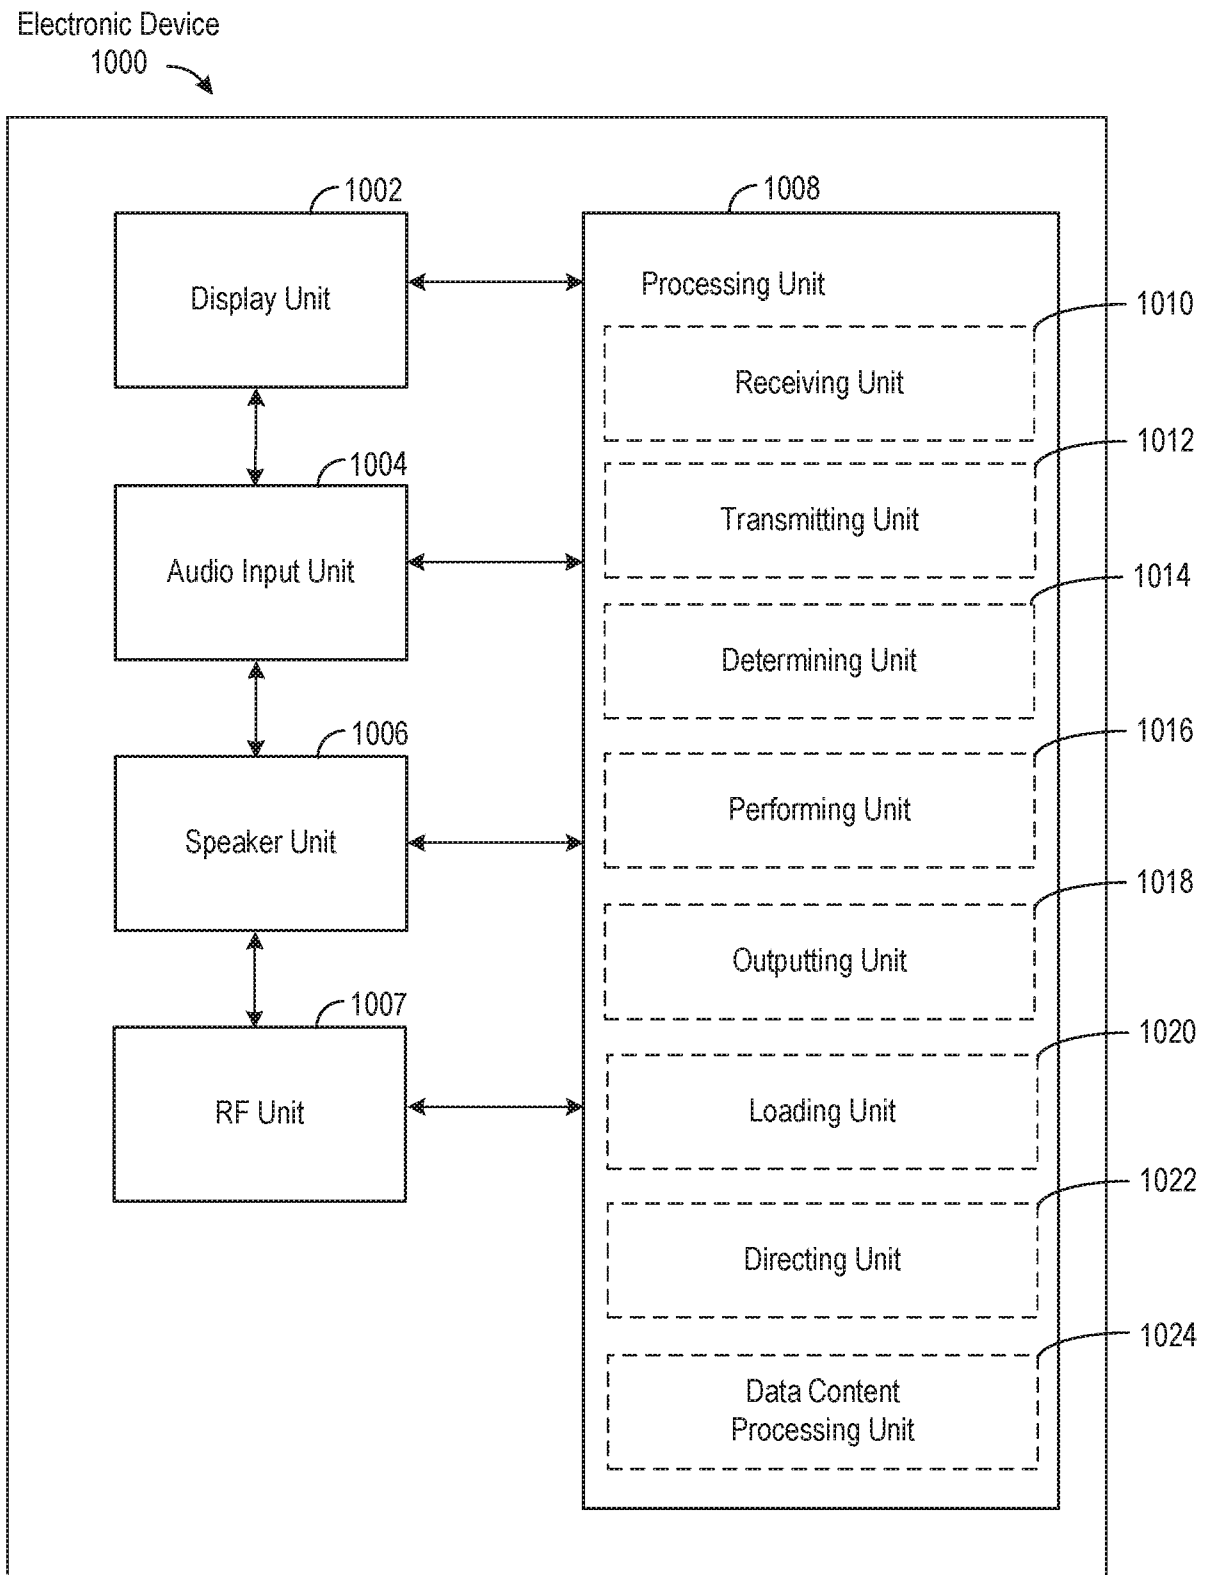 Electronic Device
1000
1002
Display Unit
1004
Audio Input Unit
1006
Speaker Unit
1007
RF Unit
1008
Processing Unit
1010
Receiving Unit
1012
Transmitting Unit
1014
Determining Unit
1016
Performing Unit
1018
Outputting Unit
1020
Loading Unit
1022
Directing Unit
1024
Data Content
Processing Unit